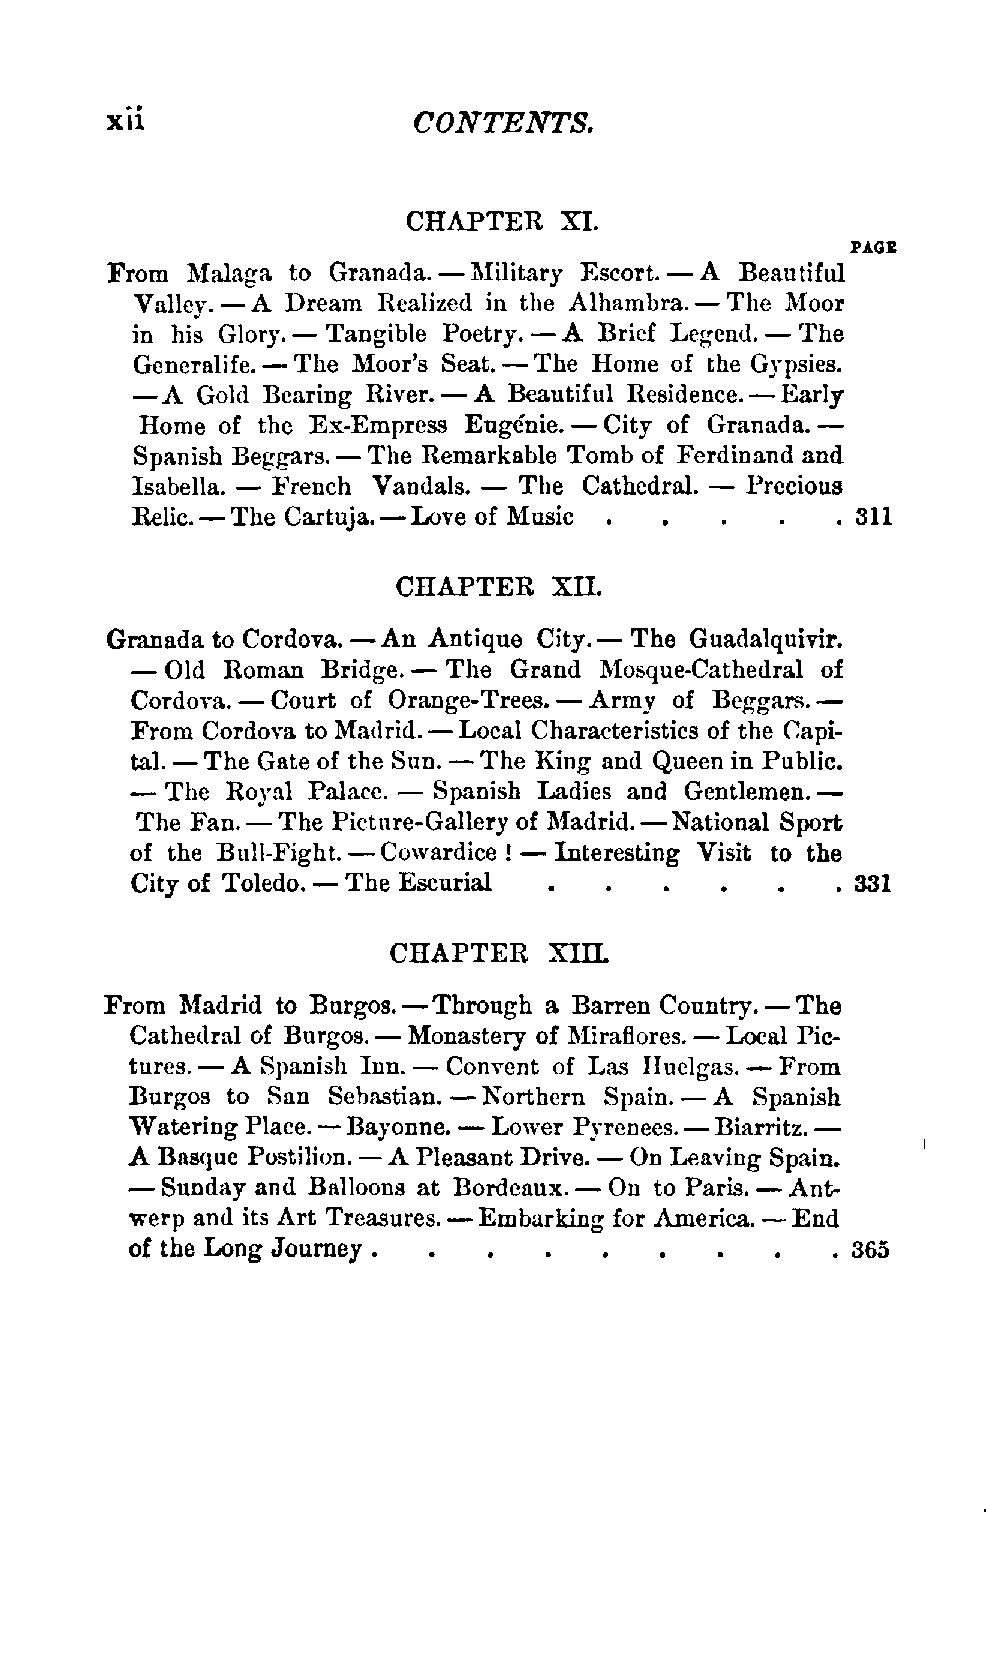 xii CONTENTS.
CHAPTER XI.
PAGE
From Malaga to Granada. — Military Escort. — A Beautiful
Valley. — A Dream Realized in the Alhambra. — The Moor
in his Glory. — Tangible Poetry. — A Brief Legend. — The
Generalife. — The Moor's Seat. — The Home of the Gypsies.
— A Gold Bearing River. — A Beautiful Residence. — Early
Home of the Ex-Empress Eugénie. — City of Granada. —
Spanish Beggars. — The Remarkable Tomb of Ferdinand and
Isabella. — French Vandals. — The Cathedral. — Precious
Relic. — The Cartuja. — Love of Music . . . . . 311
CHAPTER XII.
Granada to Cordova. — An Antique City. — The Guadalquivir.
— Old Roman Bridge. — The Grand Mosque-Cathedral of
Cordova. — Court of Orange-Trees. — Army of Beggars. —
From Cordova to Madrid. — Local Characteristics of the Capi-
tal. — The Gate of the Sun. — The King and Queen in Public.
— The Royal Palace. — Spanish Ladies and Gentlemen. —
The Fan. — The Picture-Gallery of Madrid. — National Sport
of the Bull-Fight. — Cowardice ! — Interesting Visit to the
City of Toledo. — The Escurial . . . . . . 331
CHAPTER XIII.
From Madrid to Burgos. — Through a Barren Country. — The
Cathedral of Burgos. — Monastery of Miraflores. — Local Pic-
tures. — A Spanish Inn. — Convent of Las Huelgas. — From
Burgos to San Sebastian. — Northern Spain. — A Spanish
Watering Place. — Bayonne. — Lower Pyrenees. — Biarritz. —
A Basque Postilion. — A Pleasant Drive. — On Leaving Spain.
— Sunday and Balloons at Bordeaux. — On to Paris. — Ant-
werp and its Art Treasures. — Embarking for America. — End
of the Long Journey . . . . . . . . . 365